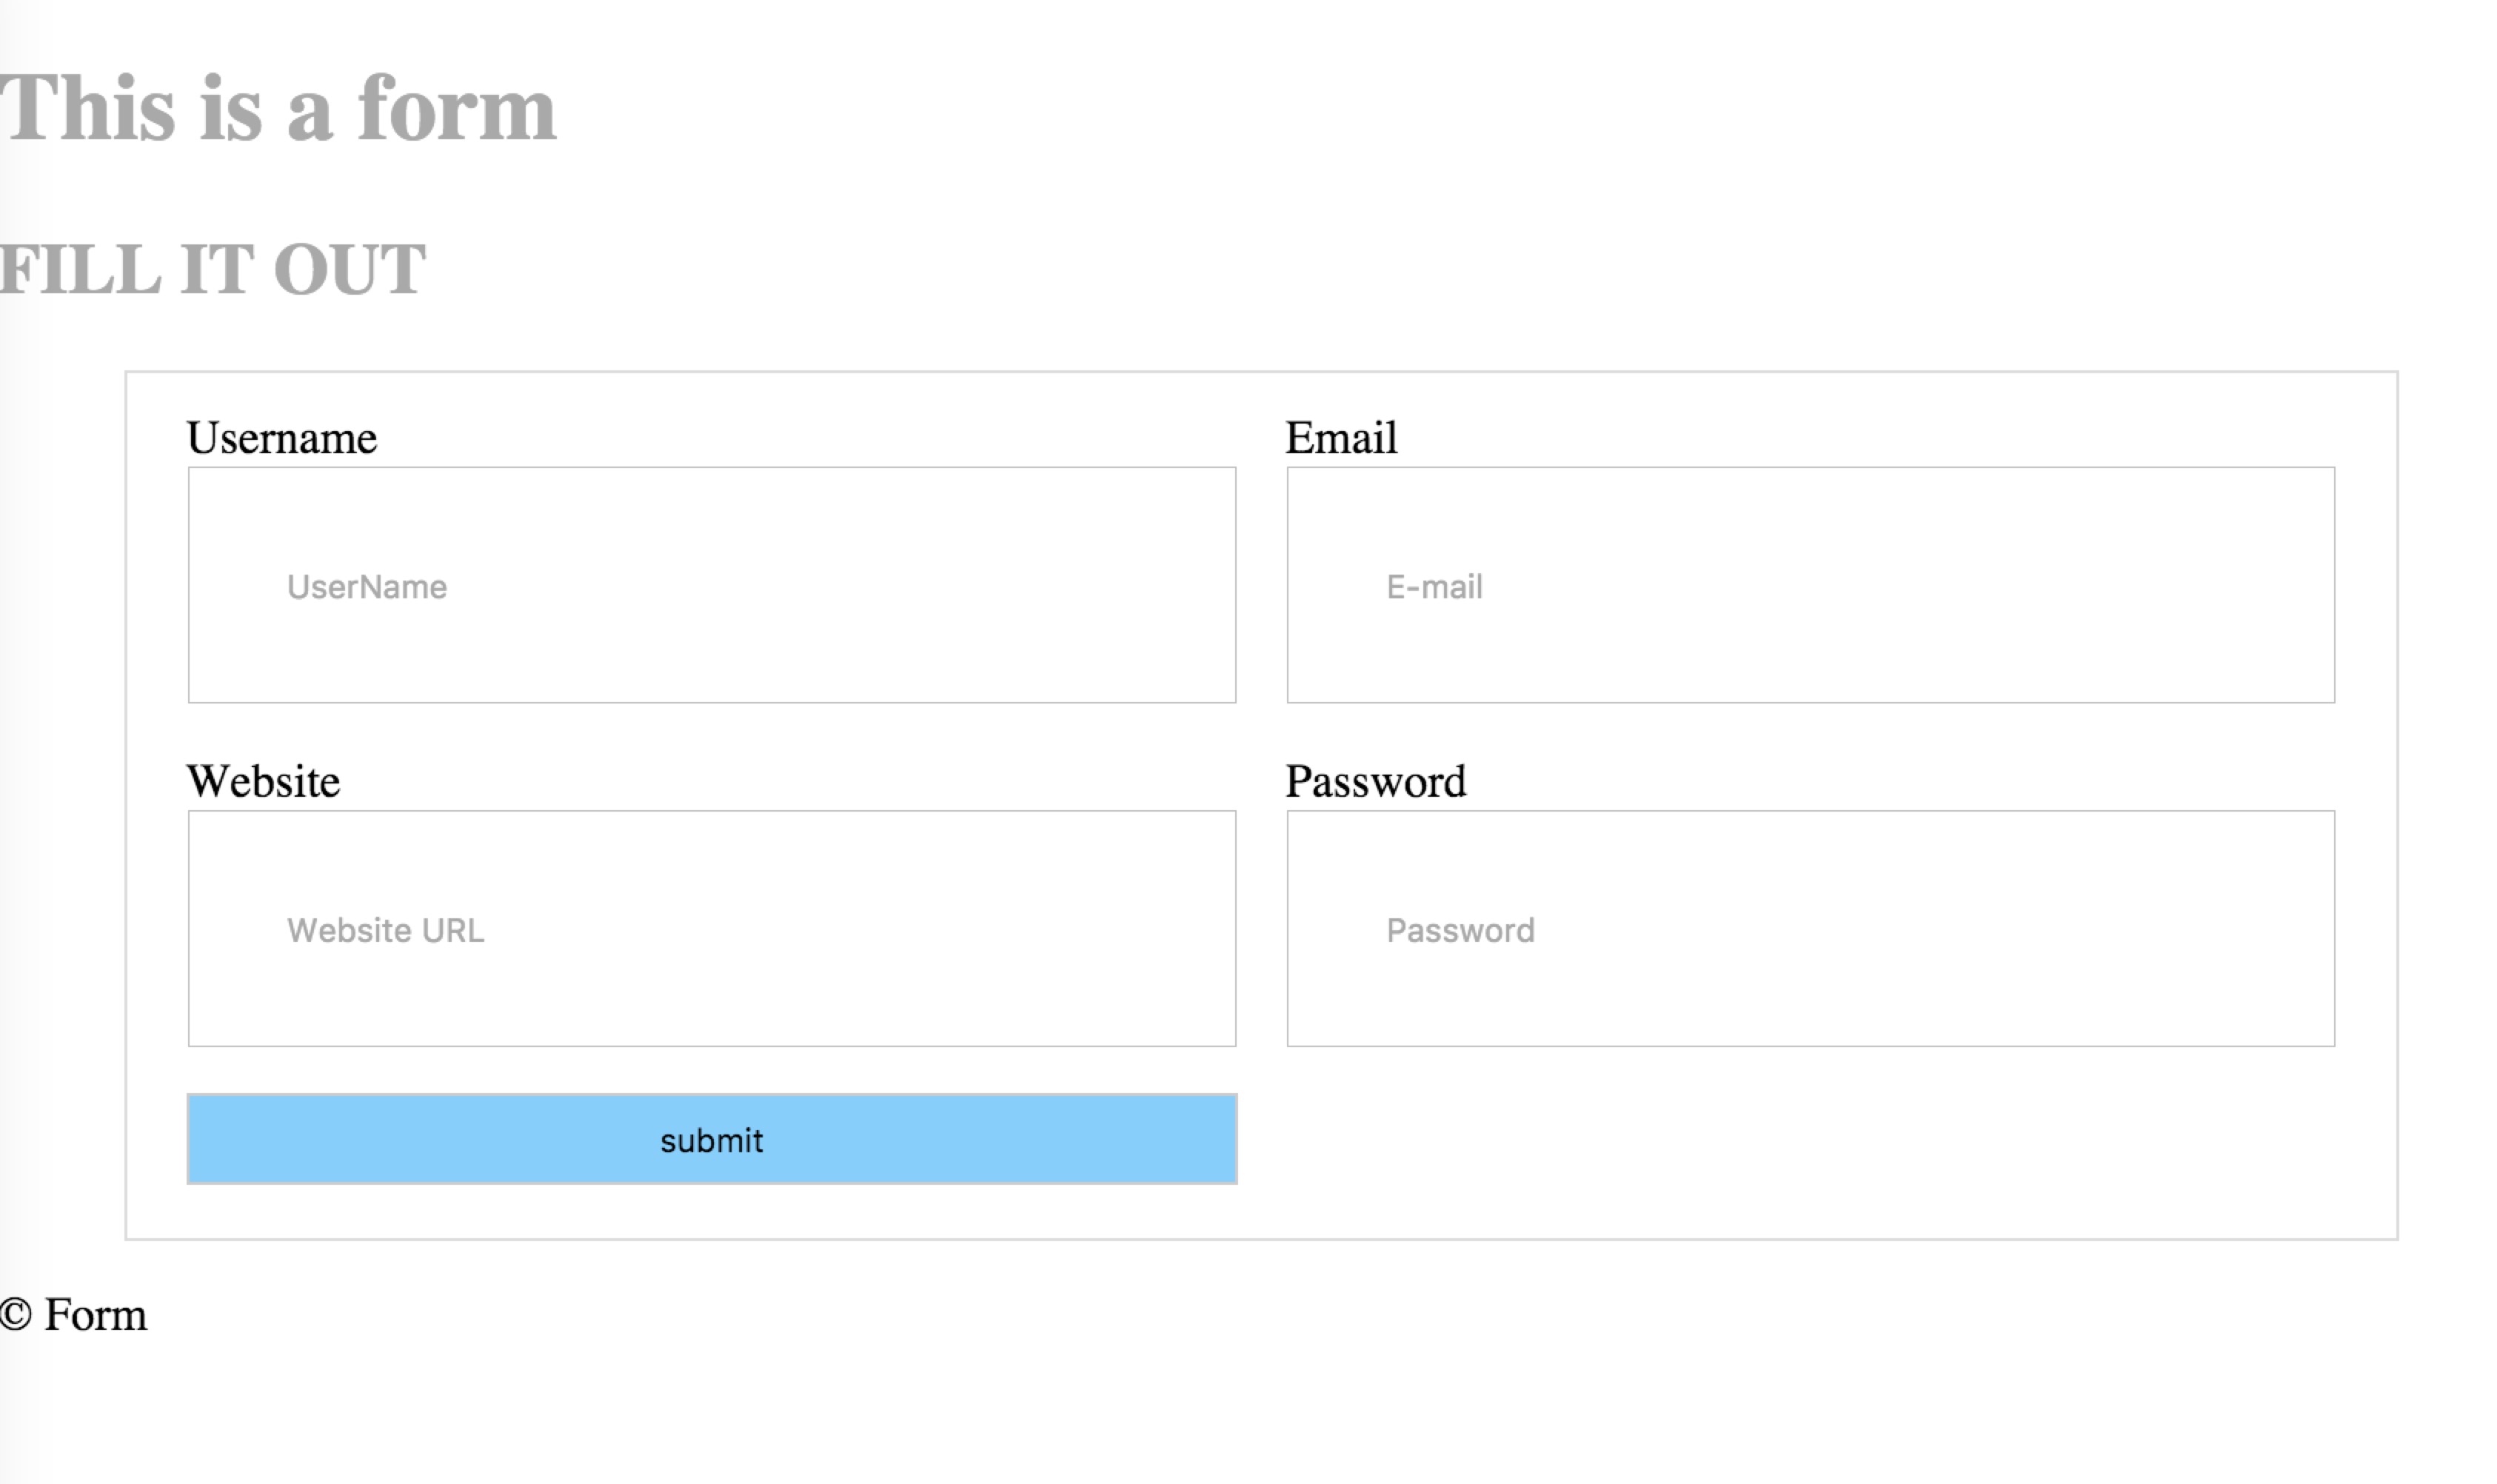 This is a form
FILL IT OUT
Username
Email
UserName
E-mail
Website
Password
Website URL
Password
submit
© Form